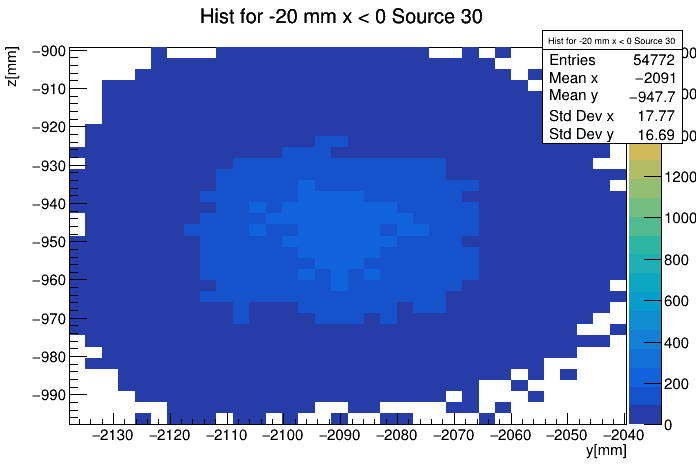 Hist for -20 mm x < 0 Source 30
Hist for -20 mm x < 0 Source 30
Entries 54772
Mean x −2091
Mean y −947.7
Std Dev x 17.77
Std Dev y 16.69
z[mm]
−900
−910
−920
−930
−940
−950
−960
−970
−980
−990
1200
1000
800
600
400
200
0
−2130 −2120 −2110 −2100 −2090 −2080 −2070 −2060 −2050 −2040
y[mm]